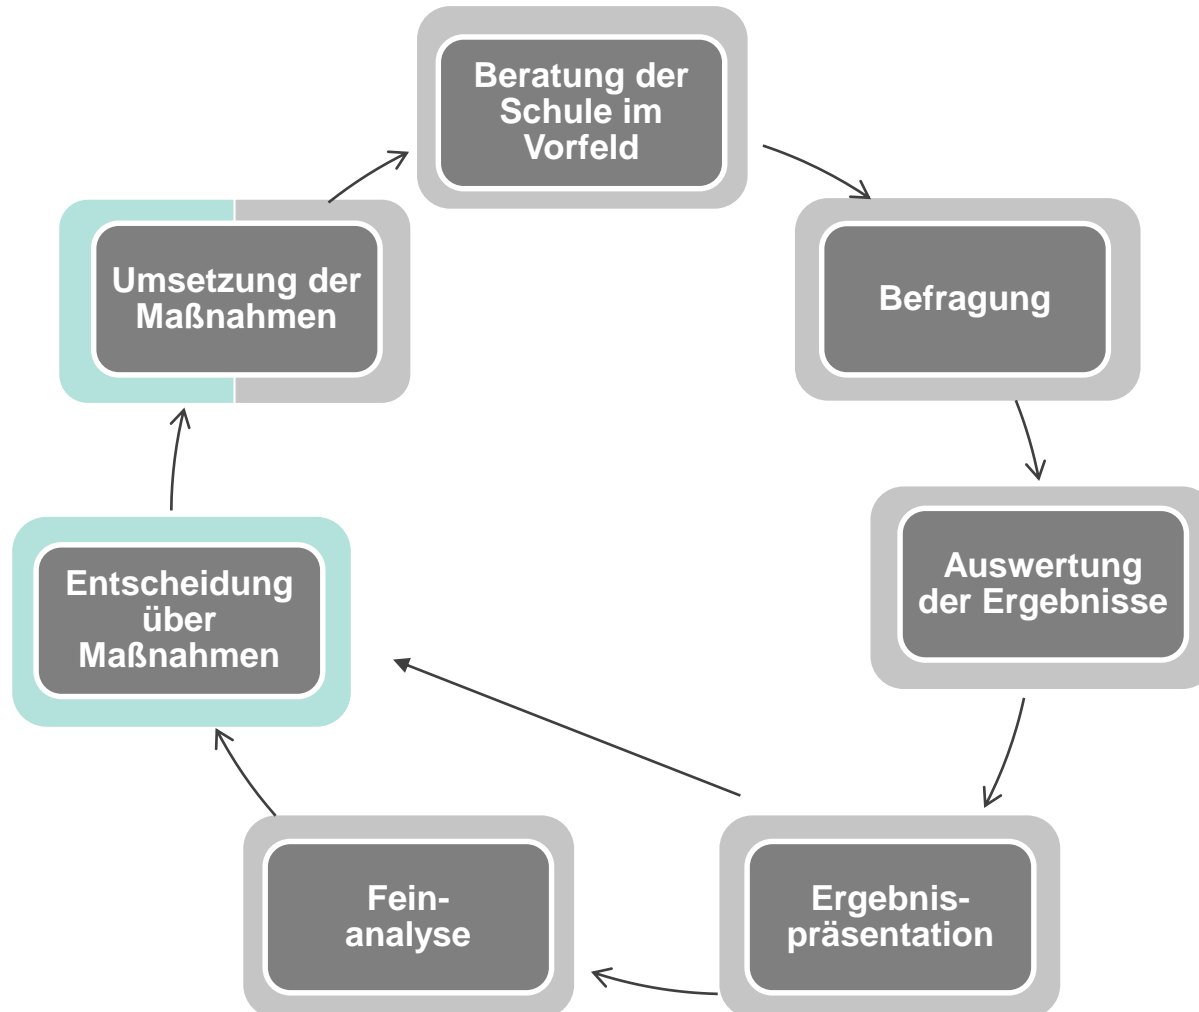 Beratung der
Schule im
Vorfeld
Befragung
Auswertung
der Ergebnisse
Ergebnis-
präsentation
Fein-
analyse
Entscheidung
über
Maßnahmen
Umsetzung der
Maßnahmen